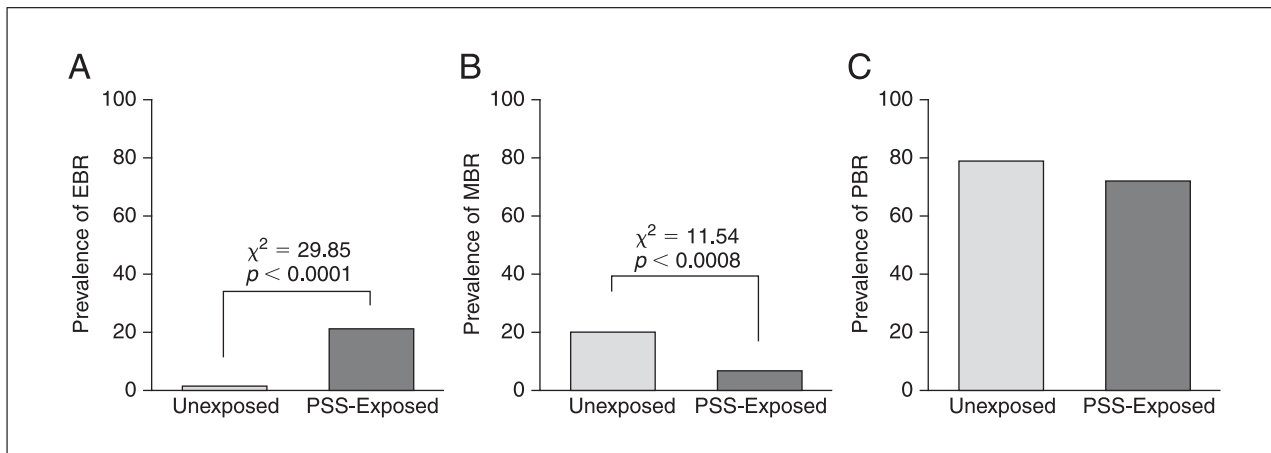 A
Prevalence of EBR
100
80
60
40
20
0
χ² = 29.85
p < 0.0001
Unexposed
PSS-Exposed
B
Prevalence of MBR
100
80
60
40
20
0
χ² = 11.54
p < 0.0008
Unexposed
PSS-Exposed
C
Prevalence of PBR
100
80
60
40
20
0
Unexposed
PSS-Exposed